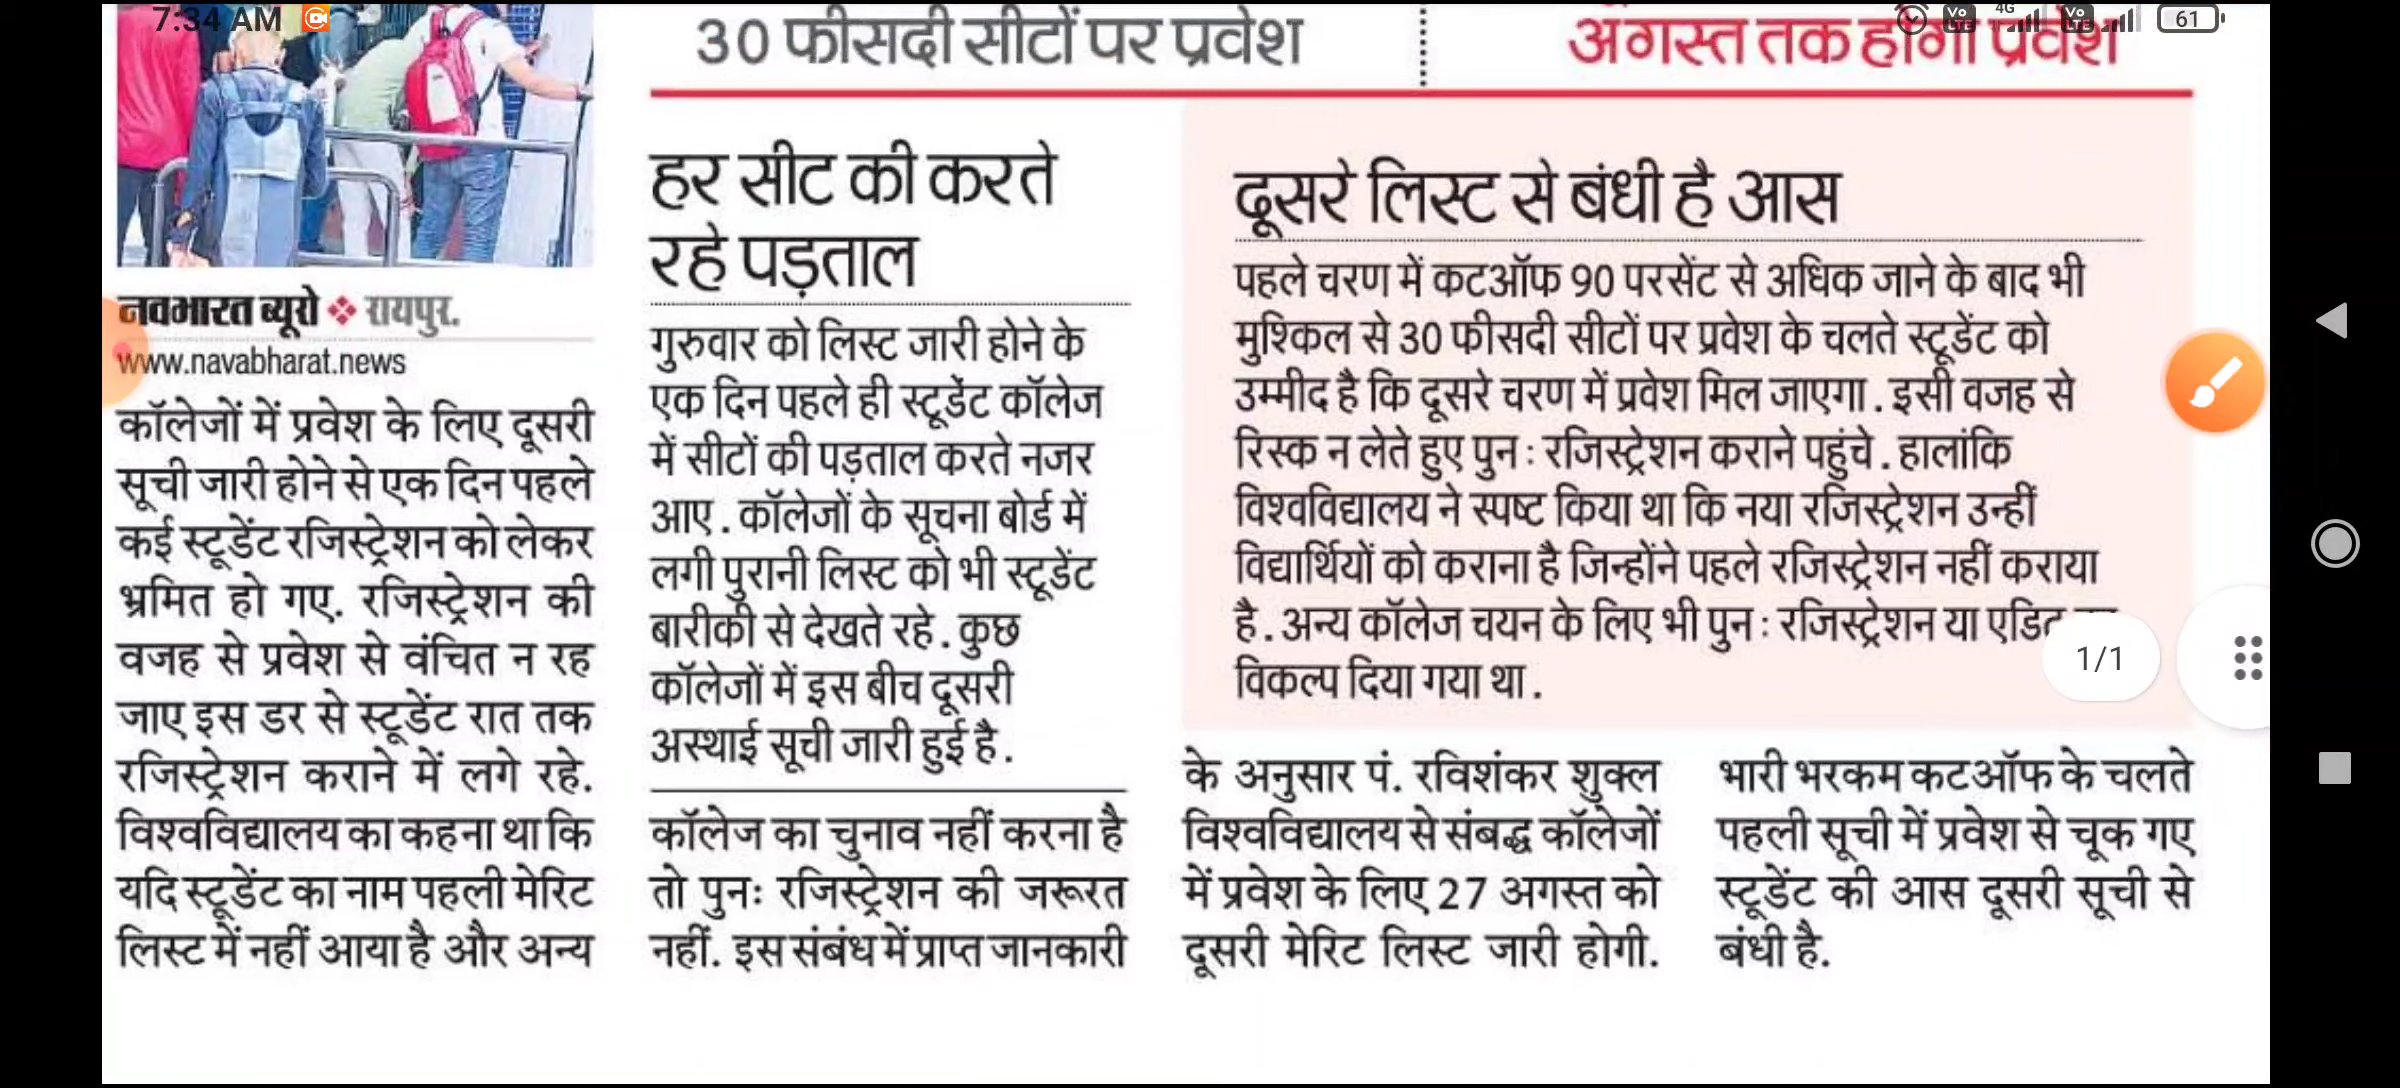 7:34 AM
4G
Vo LTE
Vo LTE
61
30 फीसदी सीटों पर प्रवेश
अगस्त तक होगा प्रवेश
नवभारत ब्यूरो ❖ रायपुर.
www.navabharat.news
कॉलेजों में प्रवेश के लिए दूसरी
सूची जारी होने से एक दिन पहले
कई स्टूडेंट रजिस्ट्रेशन को लेकर
भ्रमित हो गए. रजिस्ट्रेशन की
वजह से प्रवेश से वंचित न रह
जाए इस डर से स्टूडेंट रात तक
रजिस्ट्रेशन कराने में लगे रहे.
विश्वविद्यालय का कहना था कि
यदि स्टूडेंट का नाम पहली मेरिट
लिस्ट में नहीं आया है और अन्य
हर सीट की करते
रहे पड़ताल
गुरुवार को लिस्ट जारी होने के
एक दिन पहले ही स्टूडेंट कॉलेज
में सीटों की पड़ताल करते नजर
आए . कॉलेजों के सूचना बोर्ड में
लगी पुरानी लिस्ट को भी स्टूडेंट
बारीकी से देखते रहे . कुछ
कॉलेजों में इस बीच दूसरी
अस्थाई सूची जारी हुई है .
कॉलेज का चुनाव नहीं करना है
तो पुनः रजिस्ट्रेशन की जरूरत
नहीं. इस संबंध में प्राप्त जानकारी
दूसरे लिस्ट से बंधी है आस
पहले चरण में कटऑफ 90 परसेंट से अधिक जाने के बाद भी
मुश्किल से 30 फीसदी सीटों पर प्रवेश के चलते स्टूडेंट को
उम्मीद है कि दूसरे चरण में प्रवेश मिल जाएगा . इसी वजह से
रिस्क न लेते हुए पुन : रजिस्ट्रेशन कराने पहुंचे . हालांकि
विश्वविद्यालय ने स्पष्ट किया था कि नया रजिस्ट्रेशन उन्हीं
विद्यार्थियों को कराना है जिन्होंने पहले रजिस्ट्रेशन नहीं कराया
है . अन्य कॉलेज चयन के लिए भी पुन : रजिस्ट्रेशन या एडिट
विकल्प दिया गया था .
1/1
के अनुसार पं. रविशंकर शुक्ल
विश्वविद्यालय से संबद्ध कॉलेजों
में प्रवेश के लिए 27 अगस्त को
दूसरी मेरिट लिस्ट जारी होगी.
भारी भरकम कटऑफ के चलते
पहली सूची में प्रवेश से चूक गए
स्टूडेंट की आस दूसरी सूची से
बंधी है.